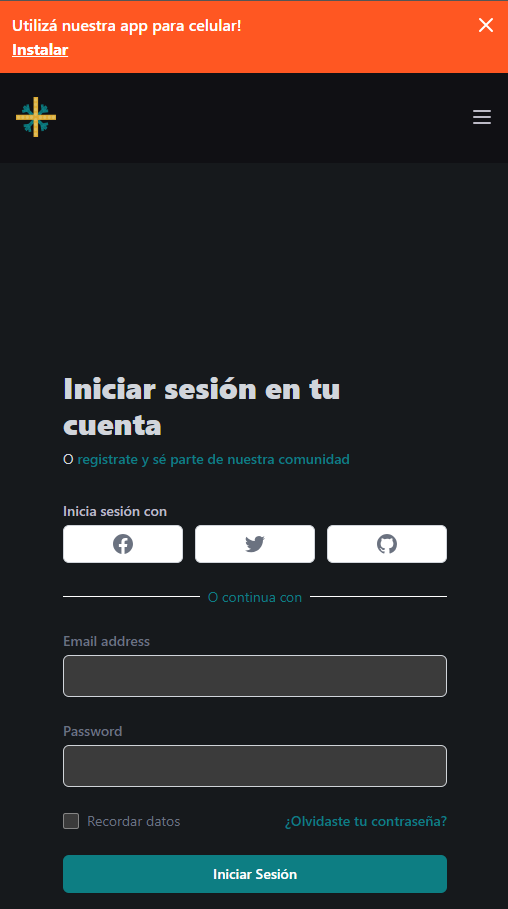 Utilizá nuestra app para celular!
Instalar
Iniciar sesión en tu
cuenta
O registrate y sé parte de nuestra comunidad
Inicia sesión con
O continua con
Email address
Password
Recordar datos
¿Olvidaste tu contraseña?
Iniciar Sesión